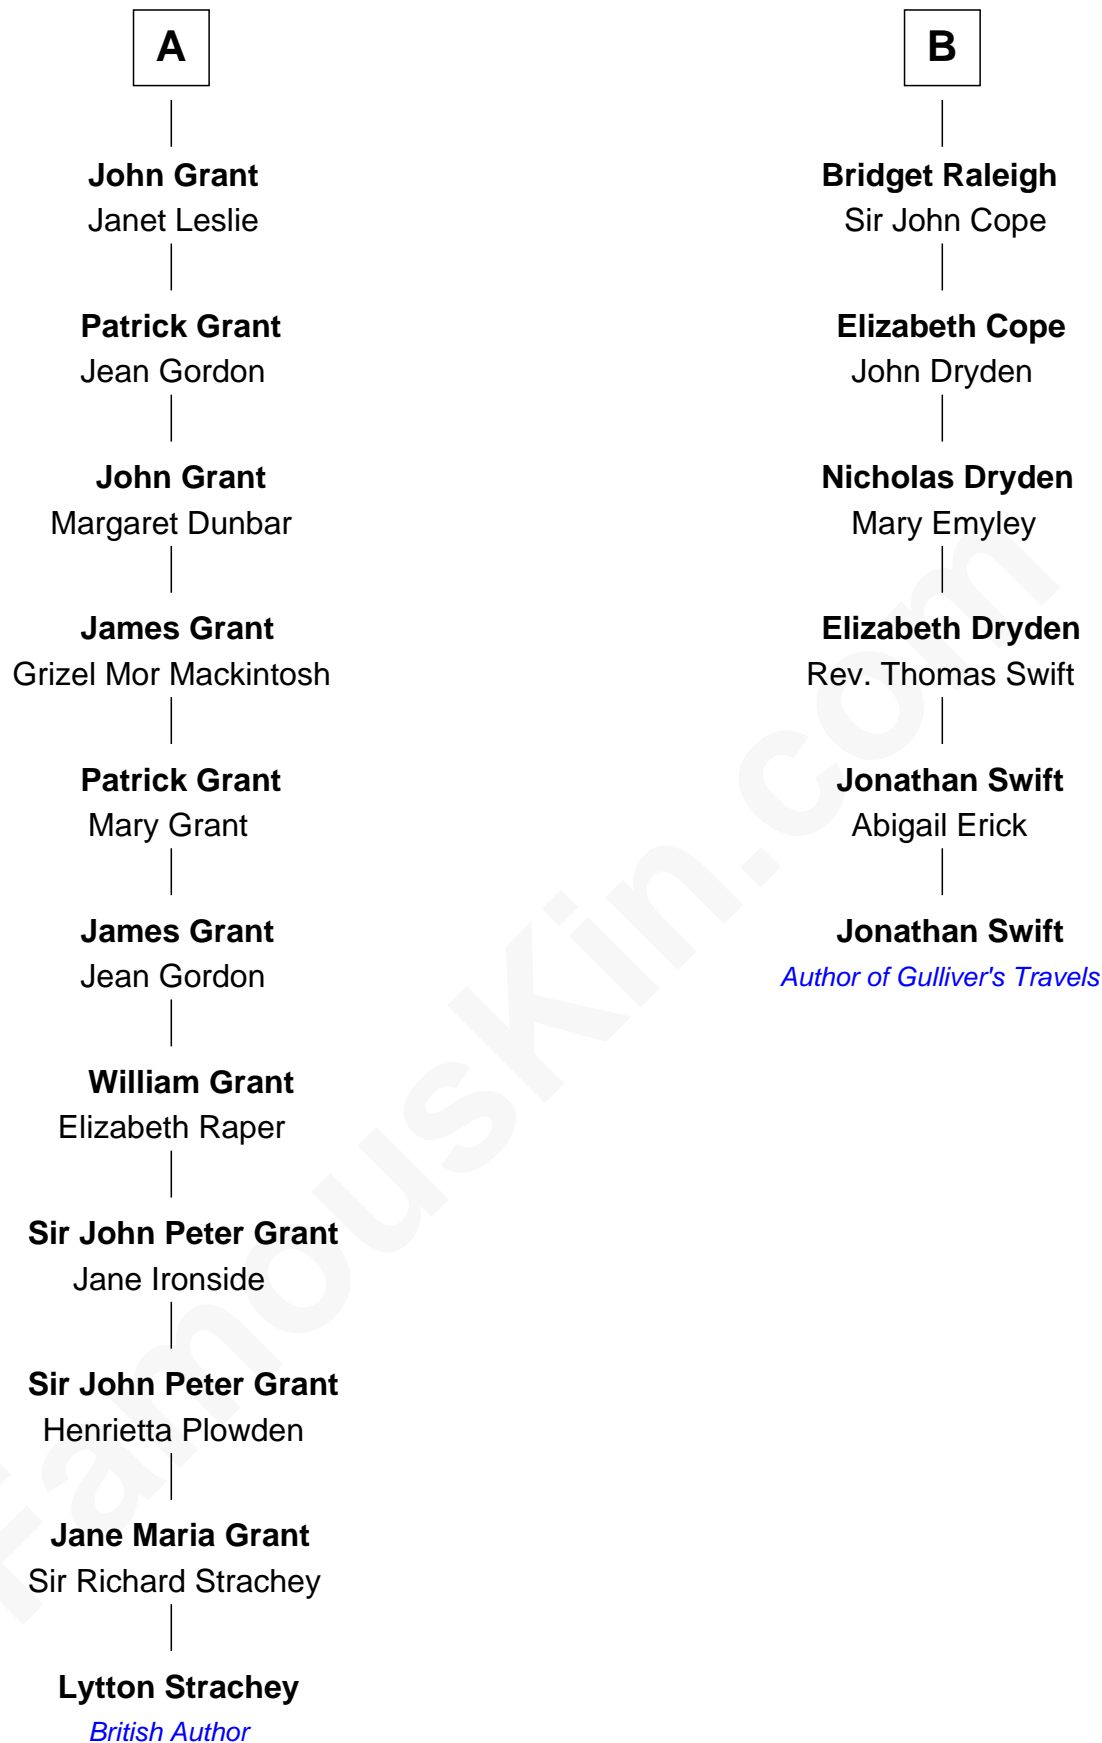 A
John Grant
Janet Leslie
Patrick Grant
Jean Gordon
John Grant
Margaret Dunbar
James Grant
Grizel Mor Mackintosh
Patrick Grant
Mary Grant
James Grant
Jean Gordon
William Grant
Elizabeth Raper
Sir John Peter Grant
Jane Ironside
Sir John Peter Grant
Henrietta Plowden
Jane Maria Grant
Sir Richard Strachey
Lytton Strachey
British Author
B
Bridget Raleigh
Sir John Cope
Elizabeth Cope
John Dryden
Nicholas Dryden
Mary Emyley
Elizabeth Dryden
Rev. Thomas Swift
Jonathan Swift
Abigail Erick
Jonathan Swift
Author of Gulliver's Travels
FamousKin.com